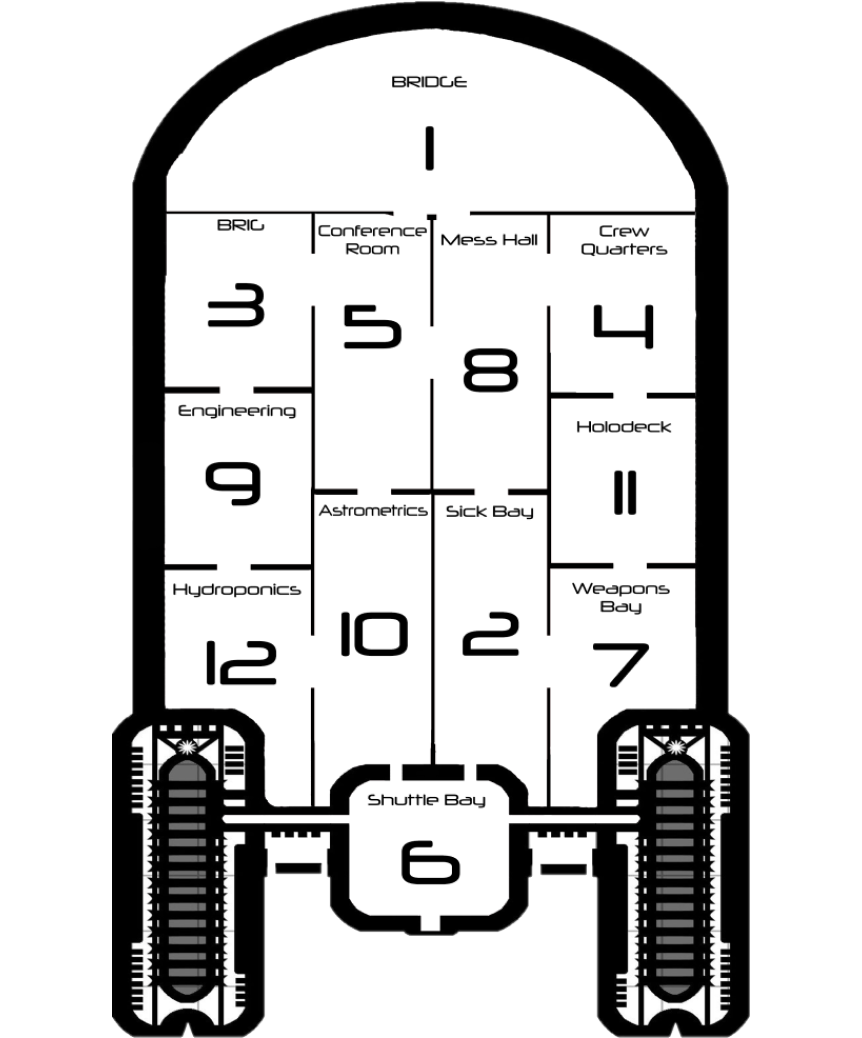 BRIDGE
1
BRIG
3
Conference
Room
5
Mess Hall
8
Crew
Quarters
4
Engineering
9
Holodeck
11
Astrometrics
10
Sick Bay
2
Hydroponics
12
Weapons
Bay
7
Shuttle Bay
6